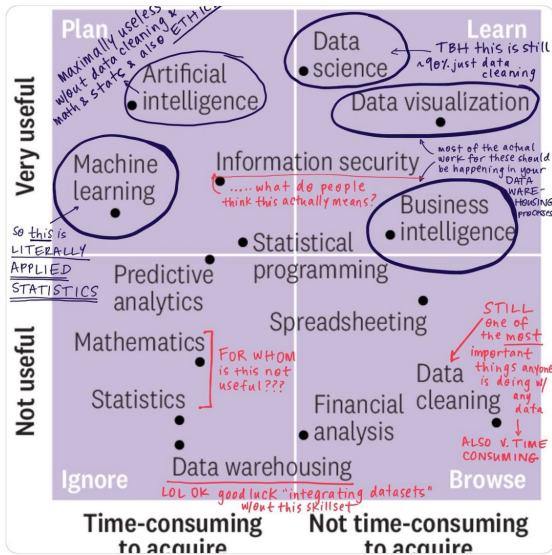 Plan
Learn
MAXIMALLY USELESS
W/OUT DATA CLEANING &
MATH & STATS & ALSO ETHICS
Artificial
intelligence
Data
science
TBH this is still
~90% just data
cleaning
Data visualization
most of the actual
work for these should
be happening in your
DATA
WARE-
HOUSING
processes
Very useful
Machine
learning
Information security
.....what do people
think this actually means?
Business
intelligence
SO this is
LITERALLY
APPLIED
STATISTICS
Statistical
programming
Predictive
analytics
Spreadsheeting
Not useful
Mathematics
Statistics
FOR WHOM
is this not
useful???
STILL
one of
the most
important
things anyone
is doing w/
any
data
ALSO V. TIME
CONSUMING
Data
cleaning
Financial
analysis
Data warehousing
LOL OK good luck "integrating datasets"
w/out this skillset
Ignore
Browse
Time-consuming
to acquire
Not time-consuming
to acquire